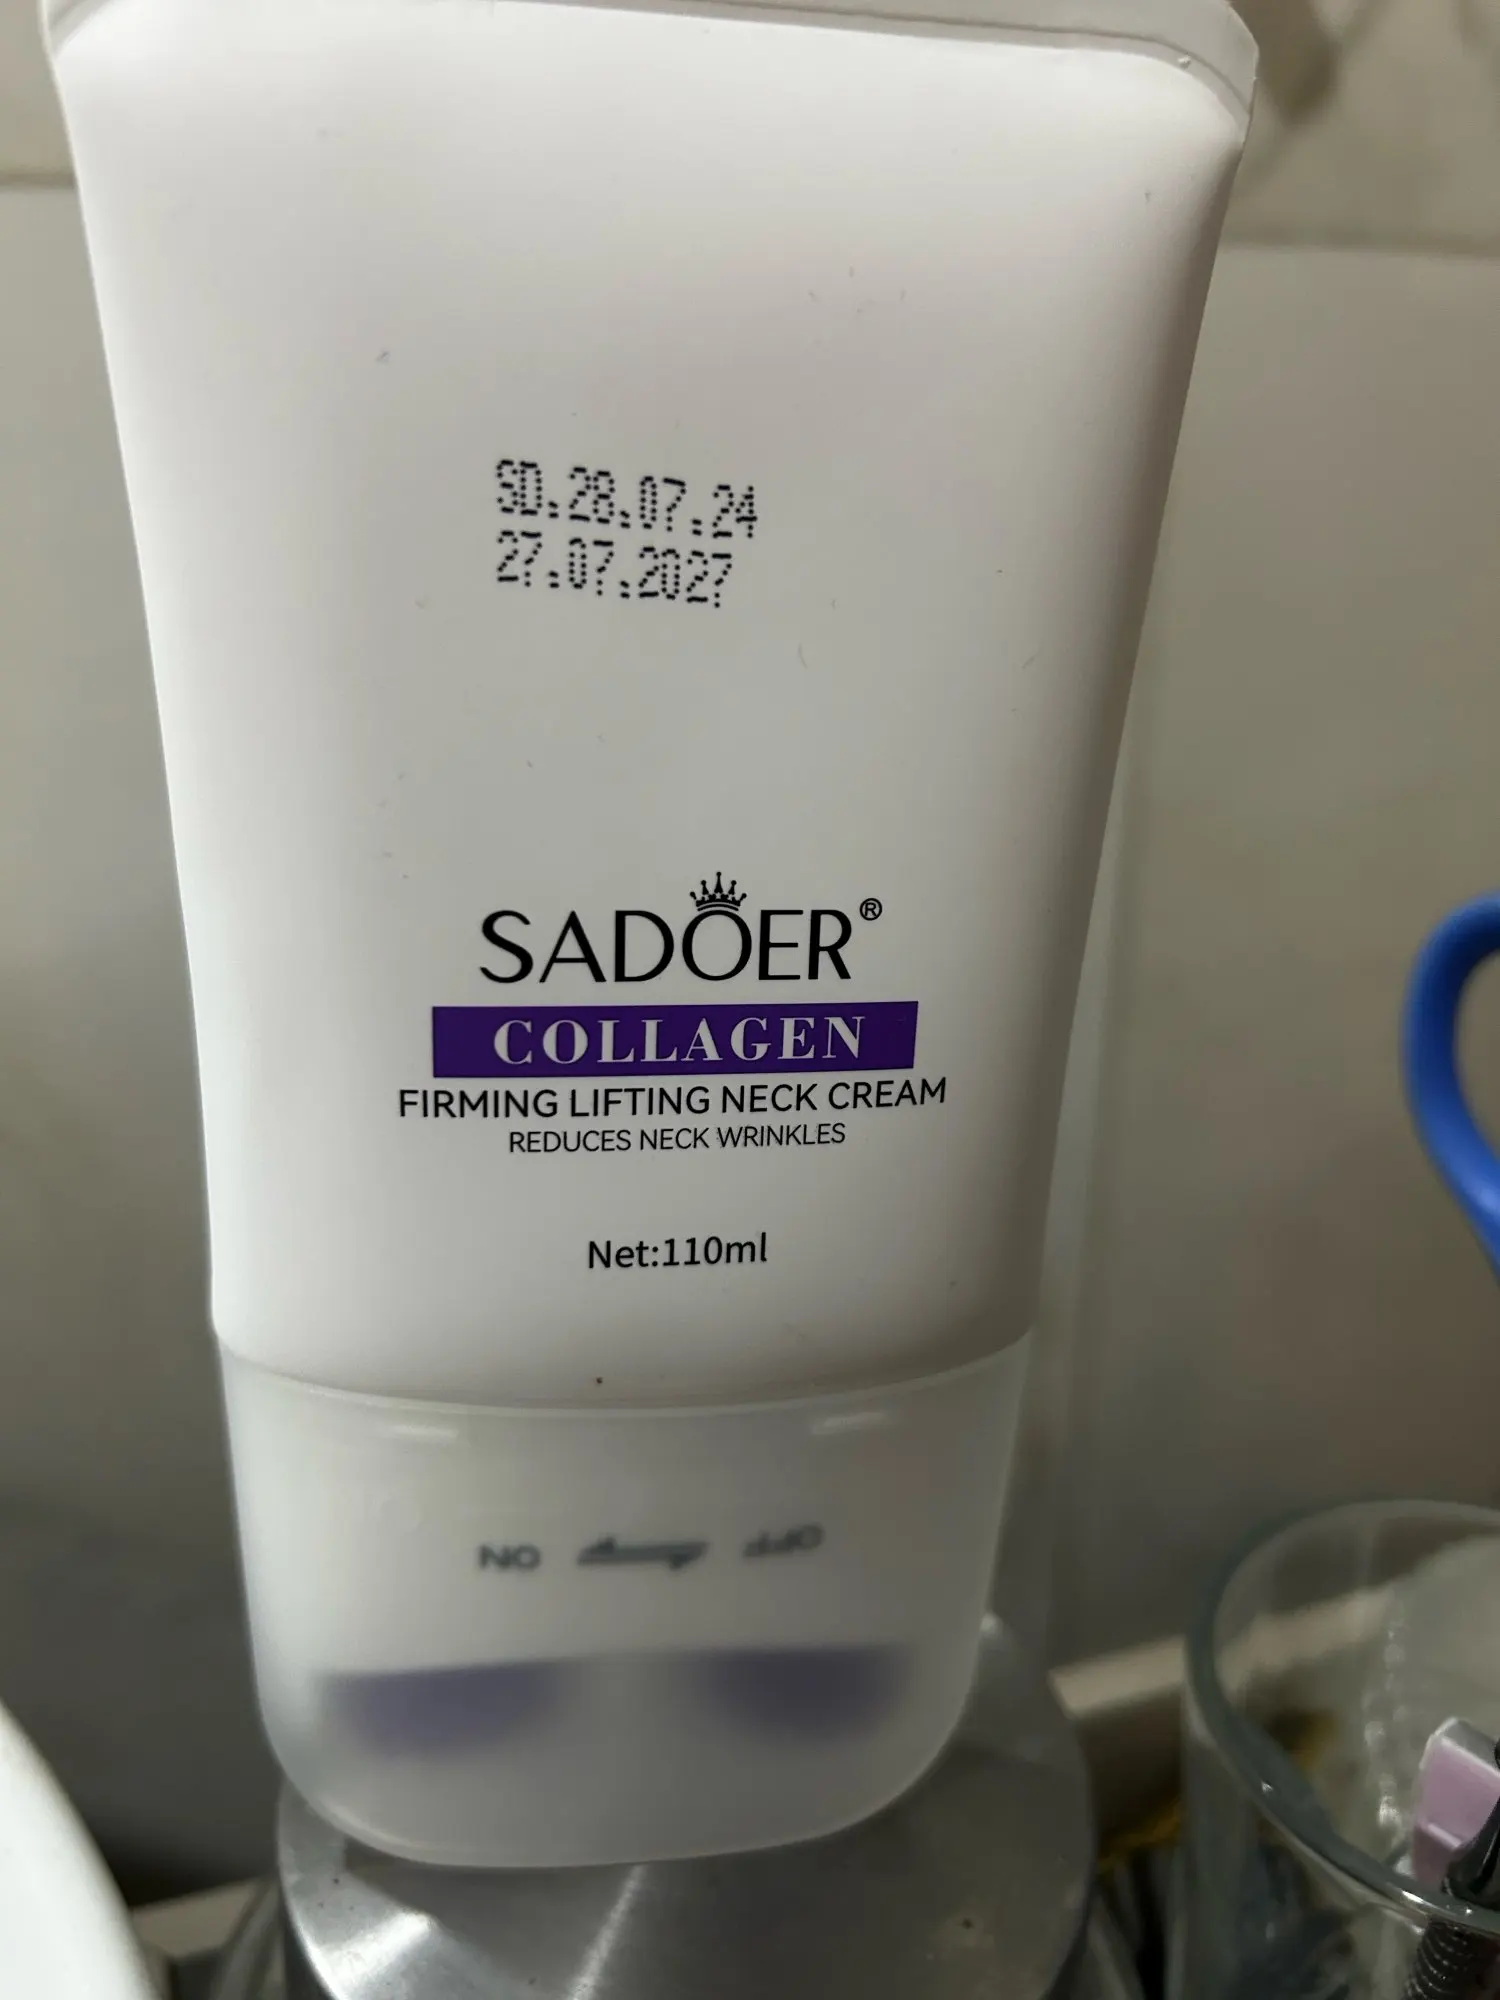 SD.28.07.24
27.07.2027
SADOER®
COLLAGEN
FIRMING LIFTING NECK CREAM
REDUCES NECK WRINKLES
Net:110ml
NO